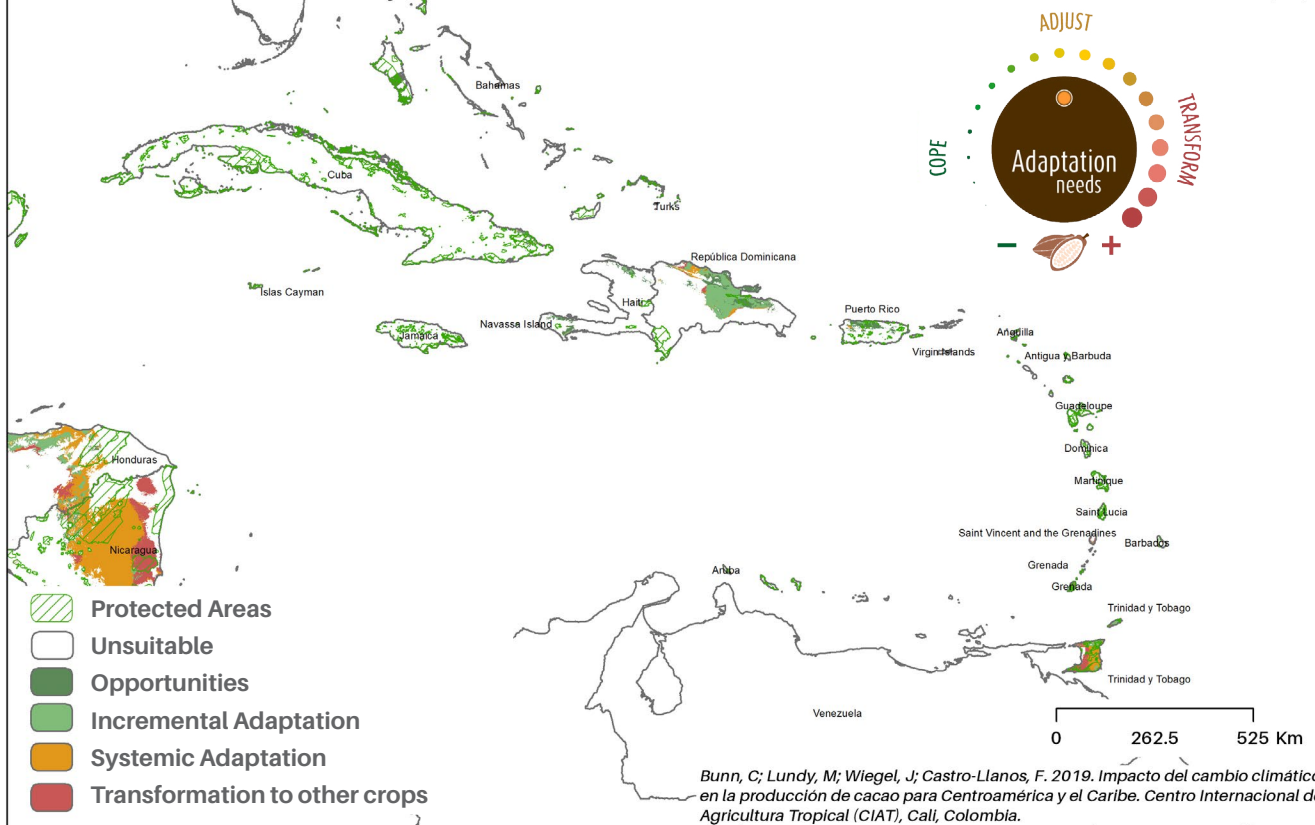 ADJUST
COPE
TRANSFORM
Adaptation
needs
− +
Bahamas
Cuba
Turks
Islas Cayman
República Dominicana
Haiti
Navassa Island
Jamaica
Puerto Rico
Virgin Islands
Anguilla
Antigua y Barbuda
Guadeloupe
Dominica
Martinique
Saint Lucia
Saint Vincent and the Grenadines
Barbados
Grenada
Grenada
Aruba
Trinidad y Tobago
Trinidad y Tobago
Venezuela
Honduras
Nicaragua
Protected Areas
Unsuitable
Opportunities
Incremental Adaptation
Systemic Adaptation
Transformation to other crops
0 262.5 525 Km
Bunn, C; Lundy, M; Wiegel, J; Castro-Llanos, F. 2019. Impacto del cambio climático
en la producción de cacao para Centroamérica y el Caribe. Centro Internacional de
Agricultura Tropical (CIAT), Cali, Colombia.